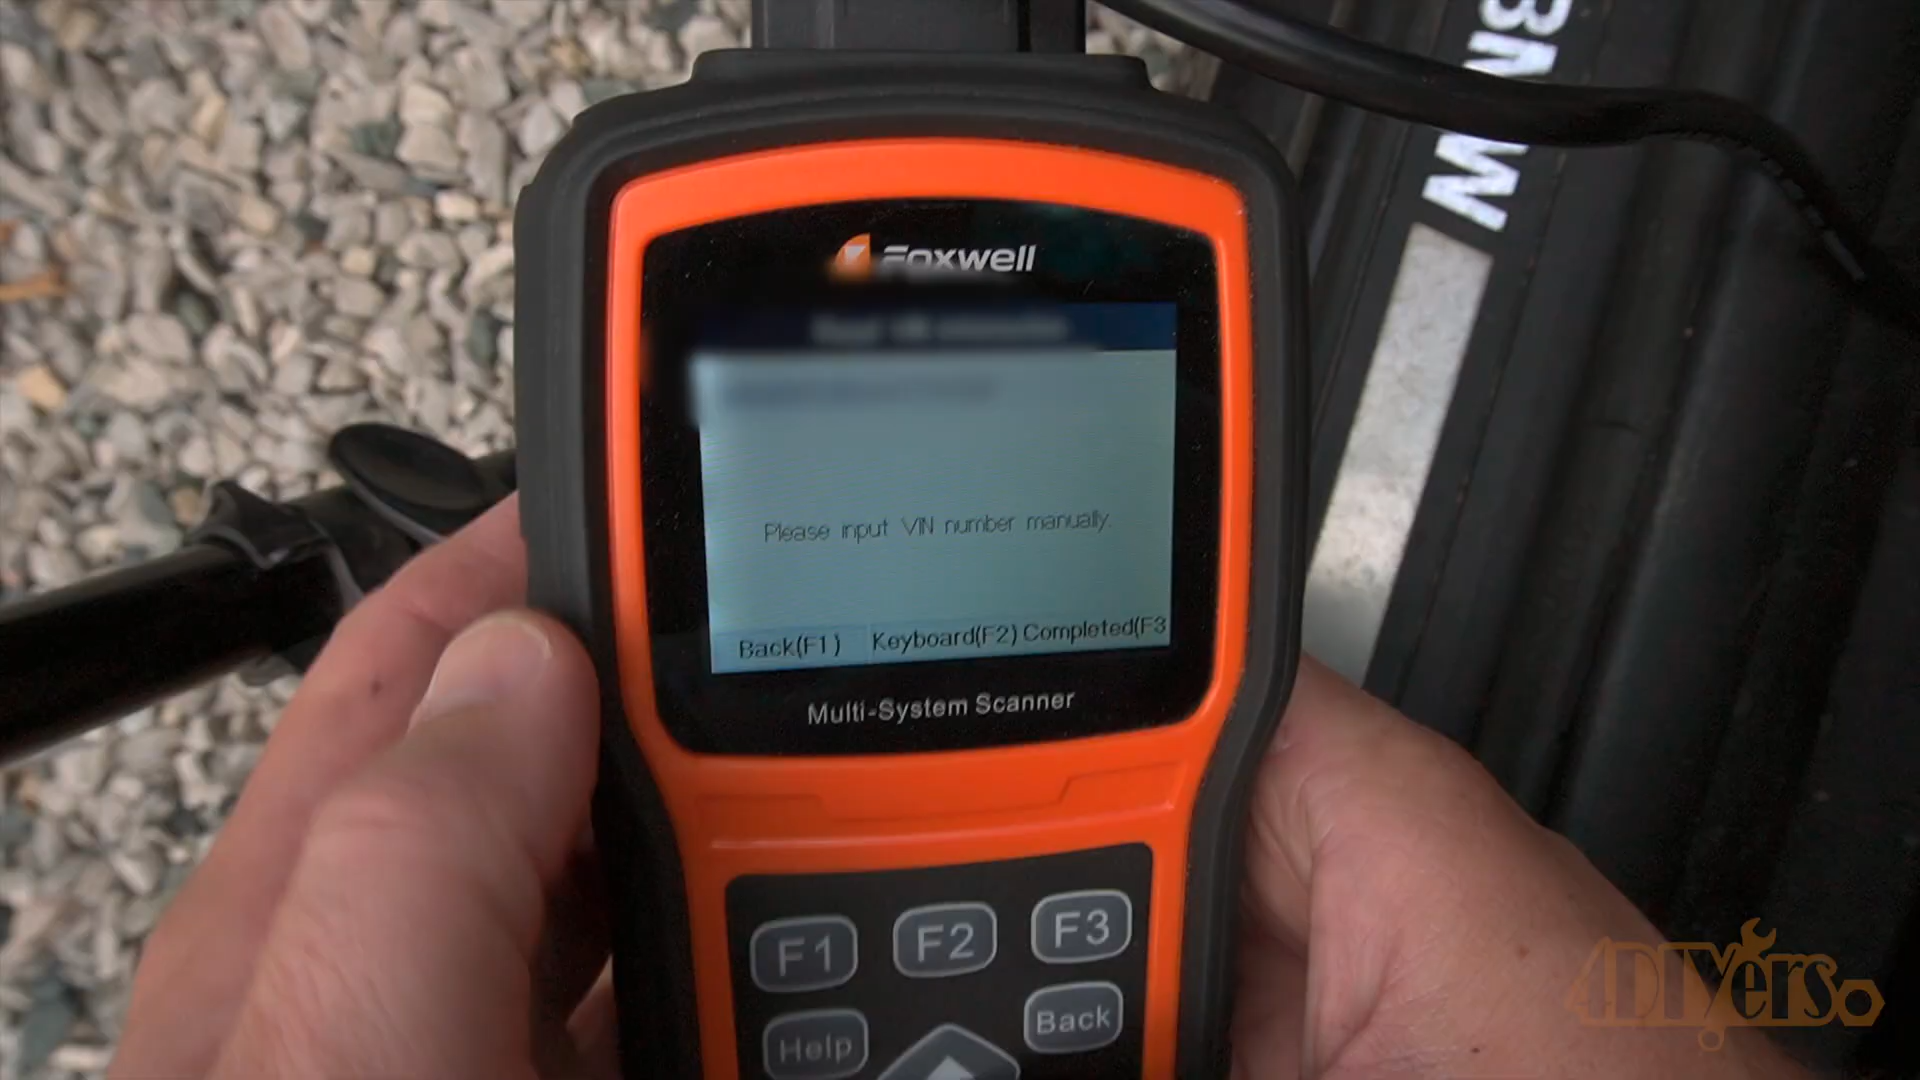 BMW
Foxwell
Please input VIN number manually.
Back(F1) Keyboard(F2) Completed(F3
Multi-System Scanner
F1 F2 F3
Help Back
4DIYers